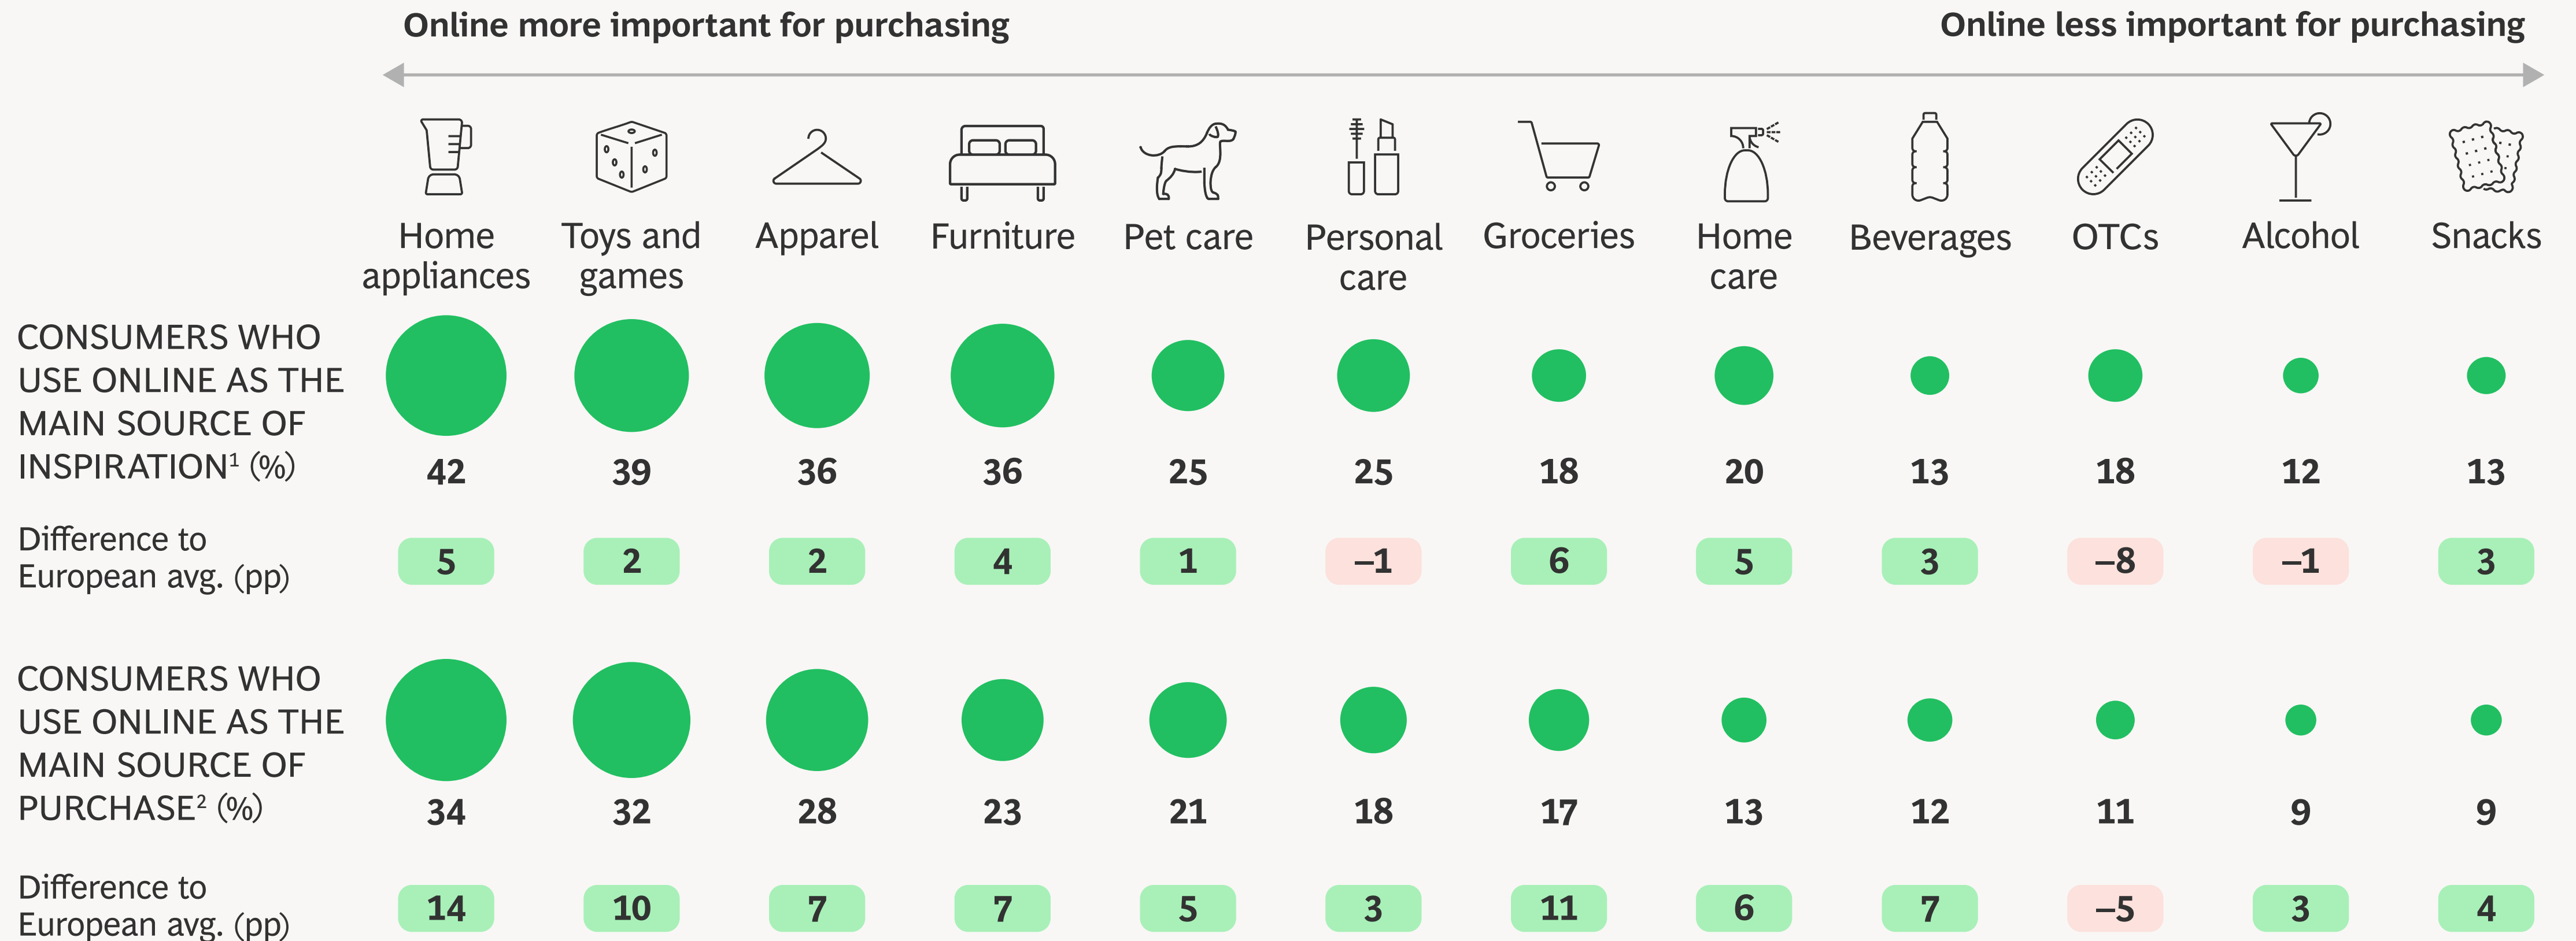 Online more important for purchasing
Online less important for purchasing
Home appliances
Toys and games
Apparel
Furniture
Pet care
Personal care
Groceries
Home care
Beverages
OTCs
Alcohol
Snacks
CONSUMERS WHO
USE ONLINE AS THE
MAIN SOURCE OF
INSPIRATION¹ (%)
42 39 36 36 25 25 18 20 13 18 12 13
Difference to
European avg. (pp)
5 2 2 4 1 –1 6 5 3 –8 –1 3
CONSUMERS WHO
USE ONLINE AS THE
MAIN SOURCE OF
PURCHASE² (%)
34 32 28 23 21 18 17 13 12 11 9 9
Difference to
European avg. (pp)
14 10 7 7 5 3 11 6 7 –5 3 4